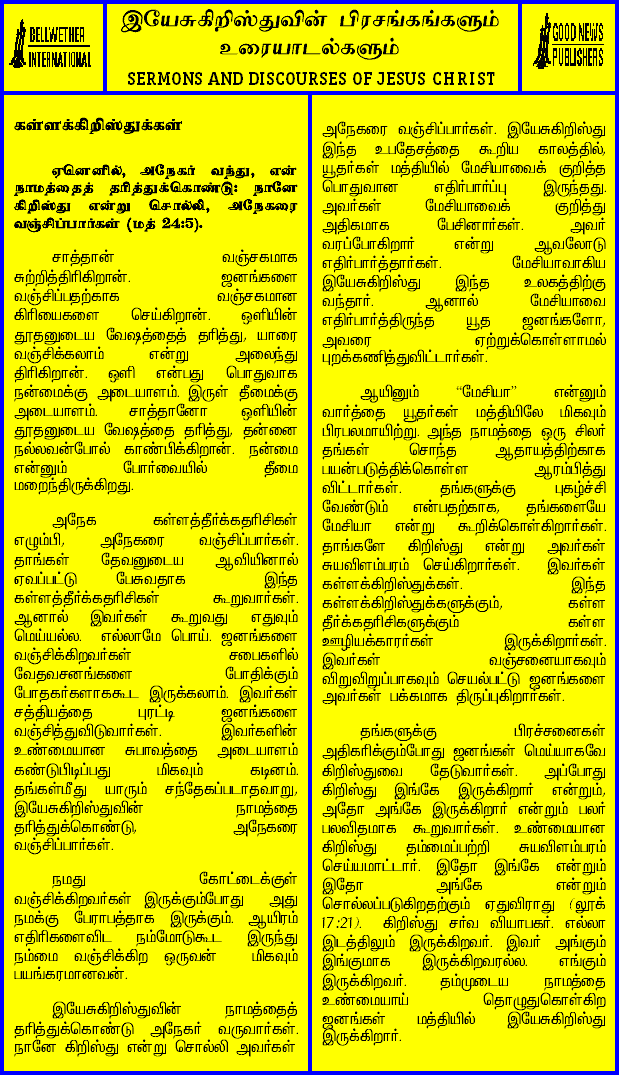 BELLWETHER
INTERNATIONAL
இயேசுகிறிஸ்துவின் பிரசங்கங்களும்
உரையாடல்களும்
SERMONS AND DISCOURSES OF JESUS CHRIST
GOOD NEWS
PUBLISHERS
கள்ளக்கிறிஸ்துக்கள்
ஏனெனில், அநேகர் வந்து, என்
நாமத்தைத் தரித்துக்கொண்டு: நானே
கிறிஸ்து என்று சொல்லி, அநேகரை
வஞ்சிப்பார்கள் (மத் 24:5).
சாத்தான் வஞ்சகமாக
சுற்றித்திரிகிறான். ஜனங்களை
வஞ்சிப்பதற்காக வஞ்சகமான
கிரியைகளை செய்கிறான். ஒளியின்
தூதனுடைய வேஷத்தைத் தரித்து, யாரை
வஞ்சிக்கலாம் என்று அலைந்து
திரிகிறான். ஒளி என்பது பொதுவாக
நன்மைக்கு அடையாளம். இருள் தீமைக்கு
அடையாளம். சாத்தானோ ஒளியின்
தூதனுடைய வேஷத்தை தரித்து, தன்னை
நல்லவன்போல் காண்பிக்கிறான். நன்மை
என்னும் போர்வையில் தீமை
மறைந்திருக்கிறது.
அநேக கள்ளத்தீர்க்கதரிசிகள்
எழும்பி, அநேகரை வஞ்சிப்பார்கள்.
தாங்கள் தேவனுடைய ஆவியினால்
ஏவப்பட்டு பேசுவதாக இந்த
கள்ளத்தீர்க்கதரிசிகள் கூறுவார்கள்.
ஆனால் இவர்கள் கூறுவது எதுவும்
மெய்யல்ல. எல்லாமே பொய். ஜனங்களை
வஞ்சிக்கிறவர்கள் சபைகளில்
வேதவசனங்களை போதிக்கும்
போதகர்களாககூட இருக்கலாம். இவர்கள்
சத்தியத்தை புரட்டி ஜனங்களை
வஞ்சித்துவிடுவார்கள். இவர்களின்
உண்மையான சுபாவத்தை அடையாளம்
கண்டுபிடிப்பது மிகவும் கடினம்.
தங்கள்மீது யாரும் சந்தேகப்படாதவாறு,
இயேசுகிறிஸ்துவின் நாமத்தை
தரித்துக்கொண்டு, அநேகரை
வஞ்சிப்பார்கள்.
நமது கோட்டைக்குள்
வஞ்சிக்கிறவர்கள் இருக்கும்போது அது
நமக்கு பேராபத்தாக இருக்கும். ஆயிரம்
எதிரிகளைவிட நம்மோடுகூட இருந்து
நம்மை வஞ்சிக்கிற ஒருவன் மிகவும்
பயங்கரமானவன்.
இயேசுகிறிஸ்துவின் நாமத்தைத்
தரித்துக்கொண்டு அநேகர் வருவார்கள்.
நானே கிறிஸ்து என்று சொல்லி அவர்கள்
அநேகரை வஞ்சிப்பார்கள். இயேசுகிறிஸ்து
இந்த உபதேசத்தை கூறிய காலத்தில்,
யூதர்கள் மத்தியில் மேசியாவைக் குறித்த
பொதுவான எதிர்பார்ப்பு இருந்தது.
அவர்கள் மேசியாவைக் குறித்து
அதிகமாக பேசினார்கள். அவர்
வரப்போகிறார் என்று ஆவலோடு
எதிர்பார்த்தார்கள். மேசியாவாகிய
இயேசுகிறிஸ்து இந்த உலகத்திற்கு
வந்தார். ஆனால் மேசியாவை
எதிர்பார்த்திருந்த யூத ஜனங்களோ,
அவரை ஏற்றுக்கொள்ளாமல்
புறக்கணித்துவிட்டார்கள்.
ஆயினும் “மேசியா” என்னும்
வார்த்தை யூதர்கள் மத்தியிலே மிகவும்
பிரபலமாயிற்று. அந்த நாமத்தை ஒரு சிலர்
தங்கள் சொந்த ஆதாயத்திற்காக
பயன்படுத்திக்கொள்ள ஆரம்பித்து
விட்டார்கள். தங்களுக்கு புகழ்ச்சி
வேண்டும் என்பதற்காக, தங்களையே
மேசியா என்று கூறிக்கொள்கிறார்கள்.
தாங்களே கிறிஸ்து என்று அவர்கள்
சுயவிளம்பரம் செய்கிறார்கள். இவர்கள்
கள்ளக்கிறிஸ்துக்கள். இந்த
கள்ளக்கிறிஸ்துக்களுக்கும், கள்ள
தீர்க்கதரிசிகளுக்கும் கள்ள
ஊழியக்காரர்கள் இருக்கிறார்கள்.
இவர்கள் வஞ்சனையாகவும்
விறுவிறுப்பாகவும் செயல்பட்டு ஜனங்களை
அவர்கள் பக்கமாக திருப்புகிறார்கள்.
தங்களுக்கு பிரச்சனைகள்
அதிகரிக்கும்போது ஜனங்கள் மெய்யாகவே
கிறிஸ்துவை தேடுவார்கள். அப்போது
கிறிஸ்து இங்கே இருக்கிறார் என்றும்,
அதோ அங்கே இருக்கிறார் என்றும் பலர்
பலவிதமாக கூறுவார்கள். உண்மையான
கிறிஸ்து தம்மைப்பற்றி சுயவிளம்பரம்
செய்யமாட்டார். இதோ இங்கே என்றும்
இதோ அங்கே என்றும்
சொல்லப்படுகிறதற்கும் ஏதுவிராது (லூக்
17:21). கிறிஸ்து சர்வ வியாபகர். எல்லா
இடத்திலும் இருக்கிறவர். இவர் அங்கும்
இங்குமாக இருக்கிறவரல்ல. எங்கும்
இருக்கிறவர். தம்முடைய நாமத்தை
உண்மையாய் தொழுதுகொள்கிற
ஜனங்கள் மத்தியில் இயேசுகிறிஸ்து
இருக்கிறார்.